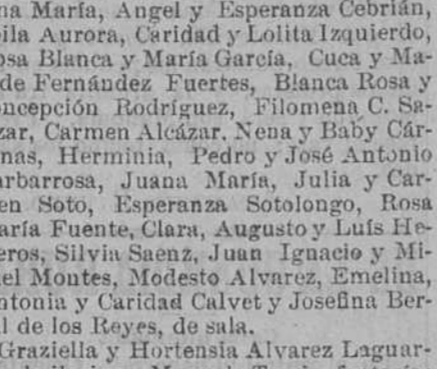 na María, Angel y Esperanza Cebrián,
ila Aurora, Caridad y Lolita Izquierdo,
osa Blanca y María García, Cuca y Ma-
de Fernández Fuertes, Blanca Rosa y
oncepción Rodríguez, Filomena C. Sa-
zar, Carmen Alcázar. Nena y Baby Cár-
nas, Herminia, Pedro y José Antonio
arbarrosa, Juana María, Julia y Car-
en Soto, Esperanza Sotolongo, Rosa
aría Fuente, Clara, Augusto y Luís He-
eros, Silvia Saenz, Juan Ignacio y Mi-
el Montes, Modesto Alvarez, Emelina,
ntonia y Caridad Calvet y Josefina Ber-
l de los Reyes, de sala.
Graziella y Hortensia Alvarez Laguar-